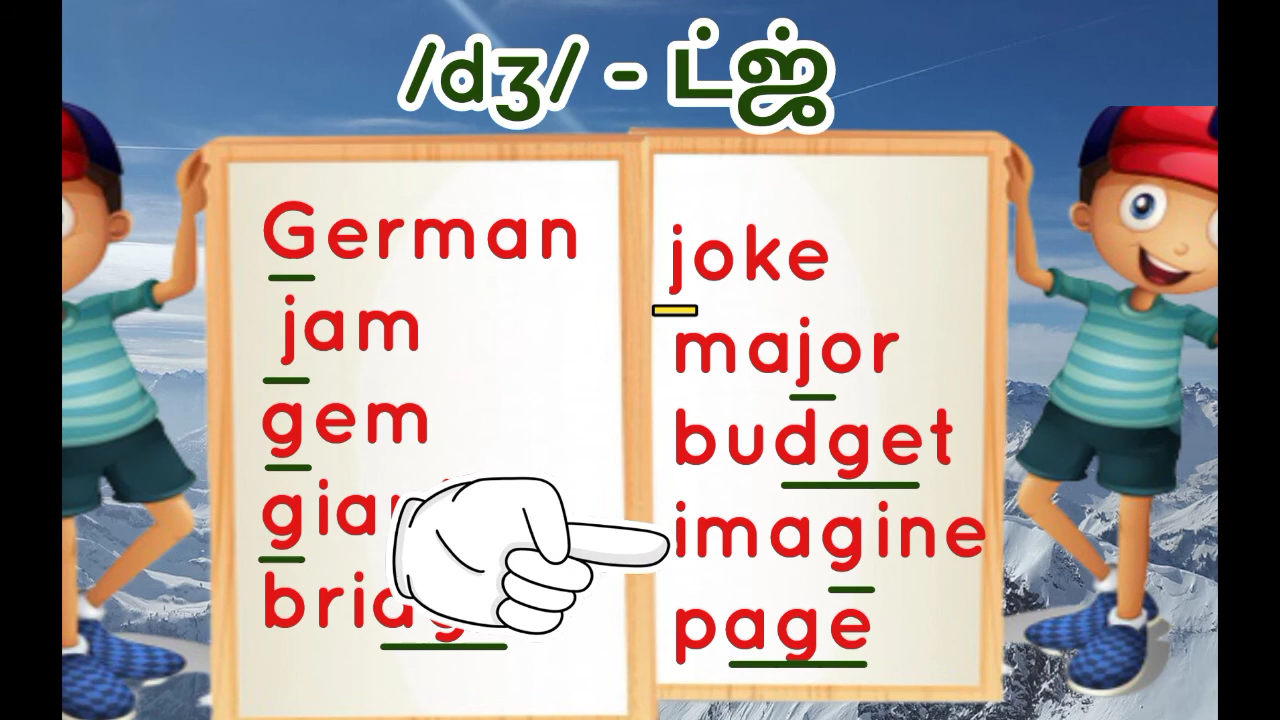 /dʒ/ - ட்ஜ்
German
jam
gem
joke
major
budget
imagine
page